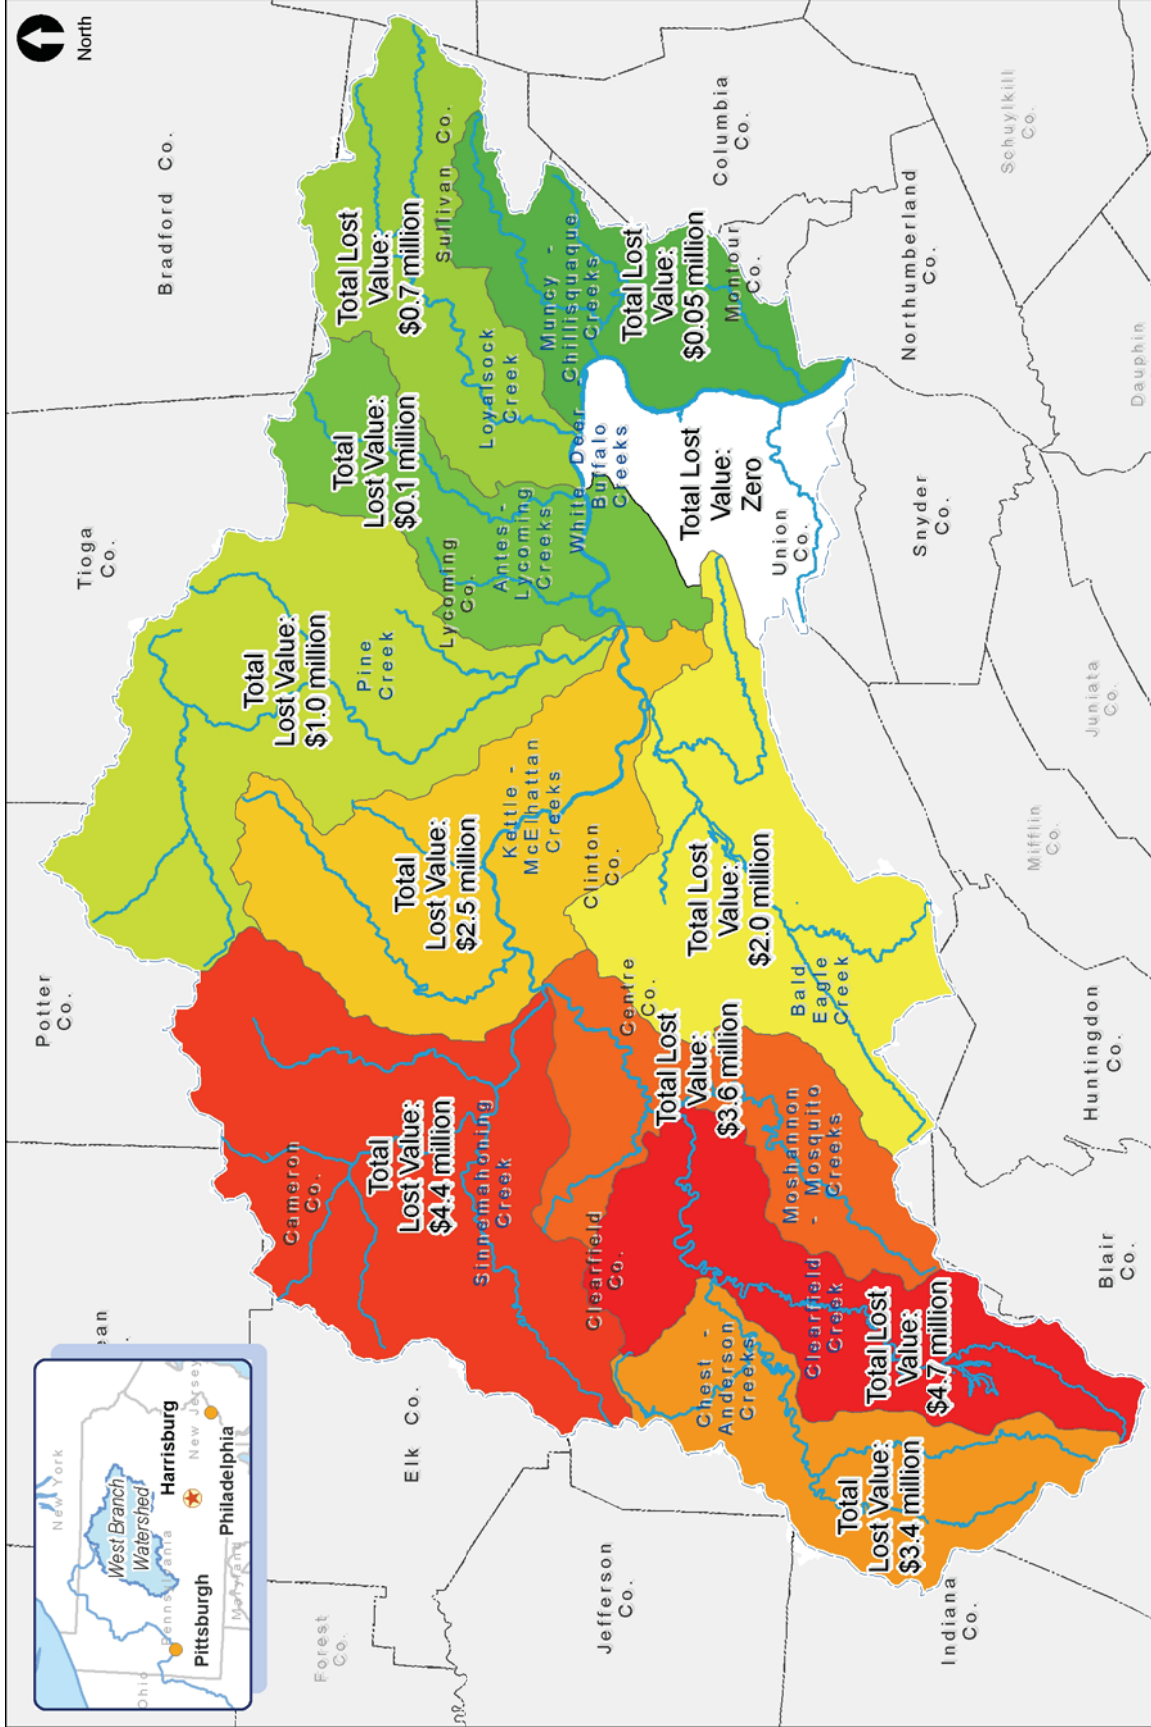 North
New York
West Branch
Watershed
Pennsylvania
Harrisburg
New Jersey
Pittsburgh
Philadelphia
Ohio
Maryland
ean
Potter
Co.
Tioga
Co.
Bradford Co.
Forest
Co.
Elk Co.
Cameron
Co.
Total
Lost Value:
$4.4 million
Sinnemahoning
Creek
Total
Lost Value:
$1.0 million
Pine
Creek
Total
Lost Value:
$0.1 million
Total Lost
Value:
$0.7 million
Sullivan Co.
Lycoming
Co.
Antes -
Lycoming
Creeks
Loyalsock
Creek
Total
Lost Value:
$2.5 million
Kettle -
McElhattan
Creeks
Clinton
Co.
Muncy -
Chillisquaque
Creeks
White Deer -
Buffalo
Creeks
Total Lost
Value:
$0.05 million
Montour
Co.
Columbia
Co.
Jefferson
Co.
Clearfield
Co.
Centre
Co.
Total Lost
Value:
$3.6 million
Moshannon
- Mosquito
Creeks
Total Lost
Value:
$2.0 million
Bald
Eagle
Creek
Total Lost
Value:
Zero
Union
Co.
Chest -
Anderson
Creeks
Clearfield
Creek
Total
Lost Value:
$3.4 million
Total Lost
Value:
$4.7 million
Indiana
Co.
Blair
Co.
Huntingdon
Co.
Mifflin
Co.
Juniata
Co.
Snyder
Co.
Northumberland
Co.
Schuylkill
Co.
Dauphin